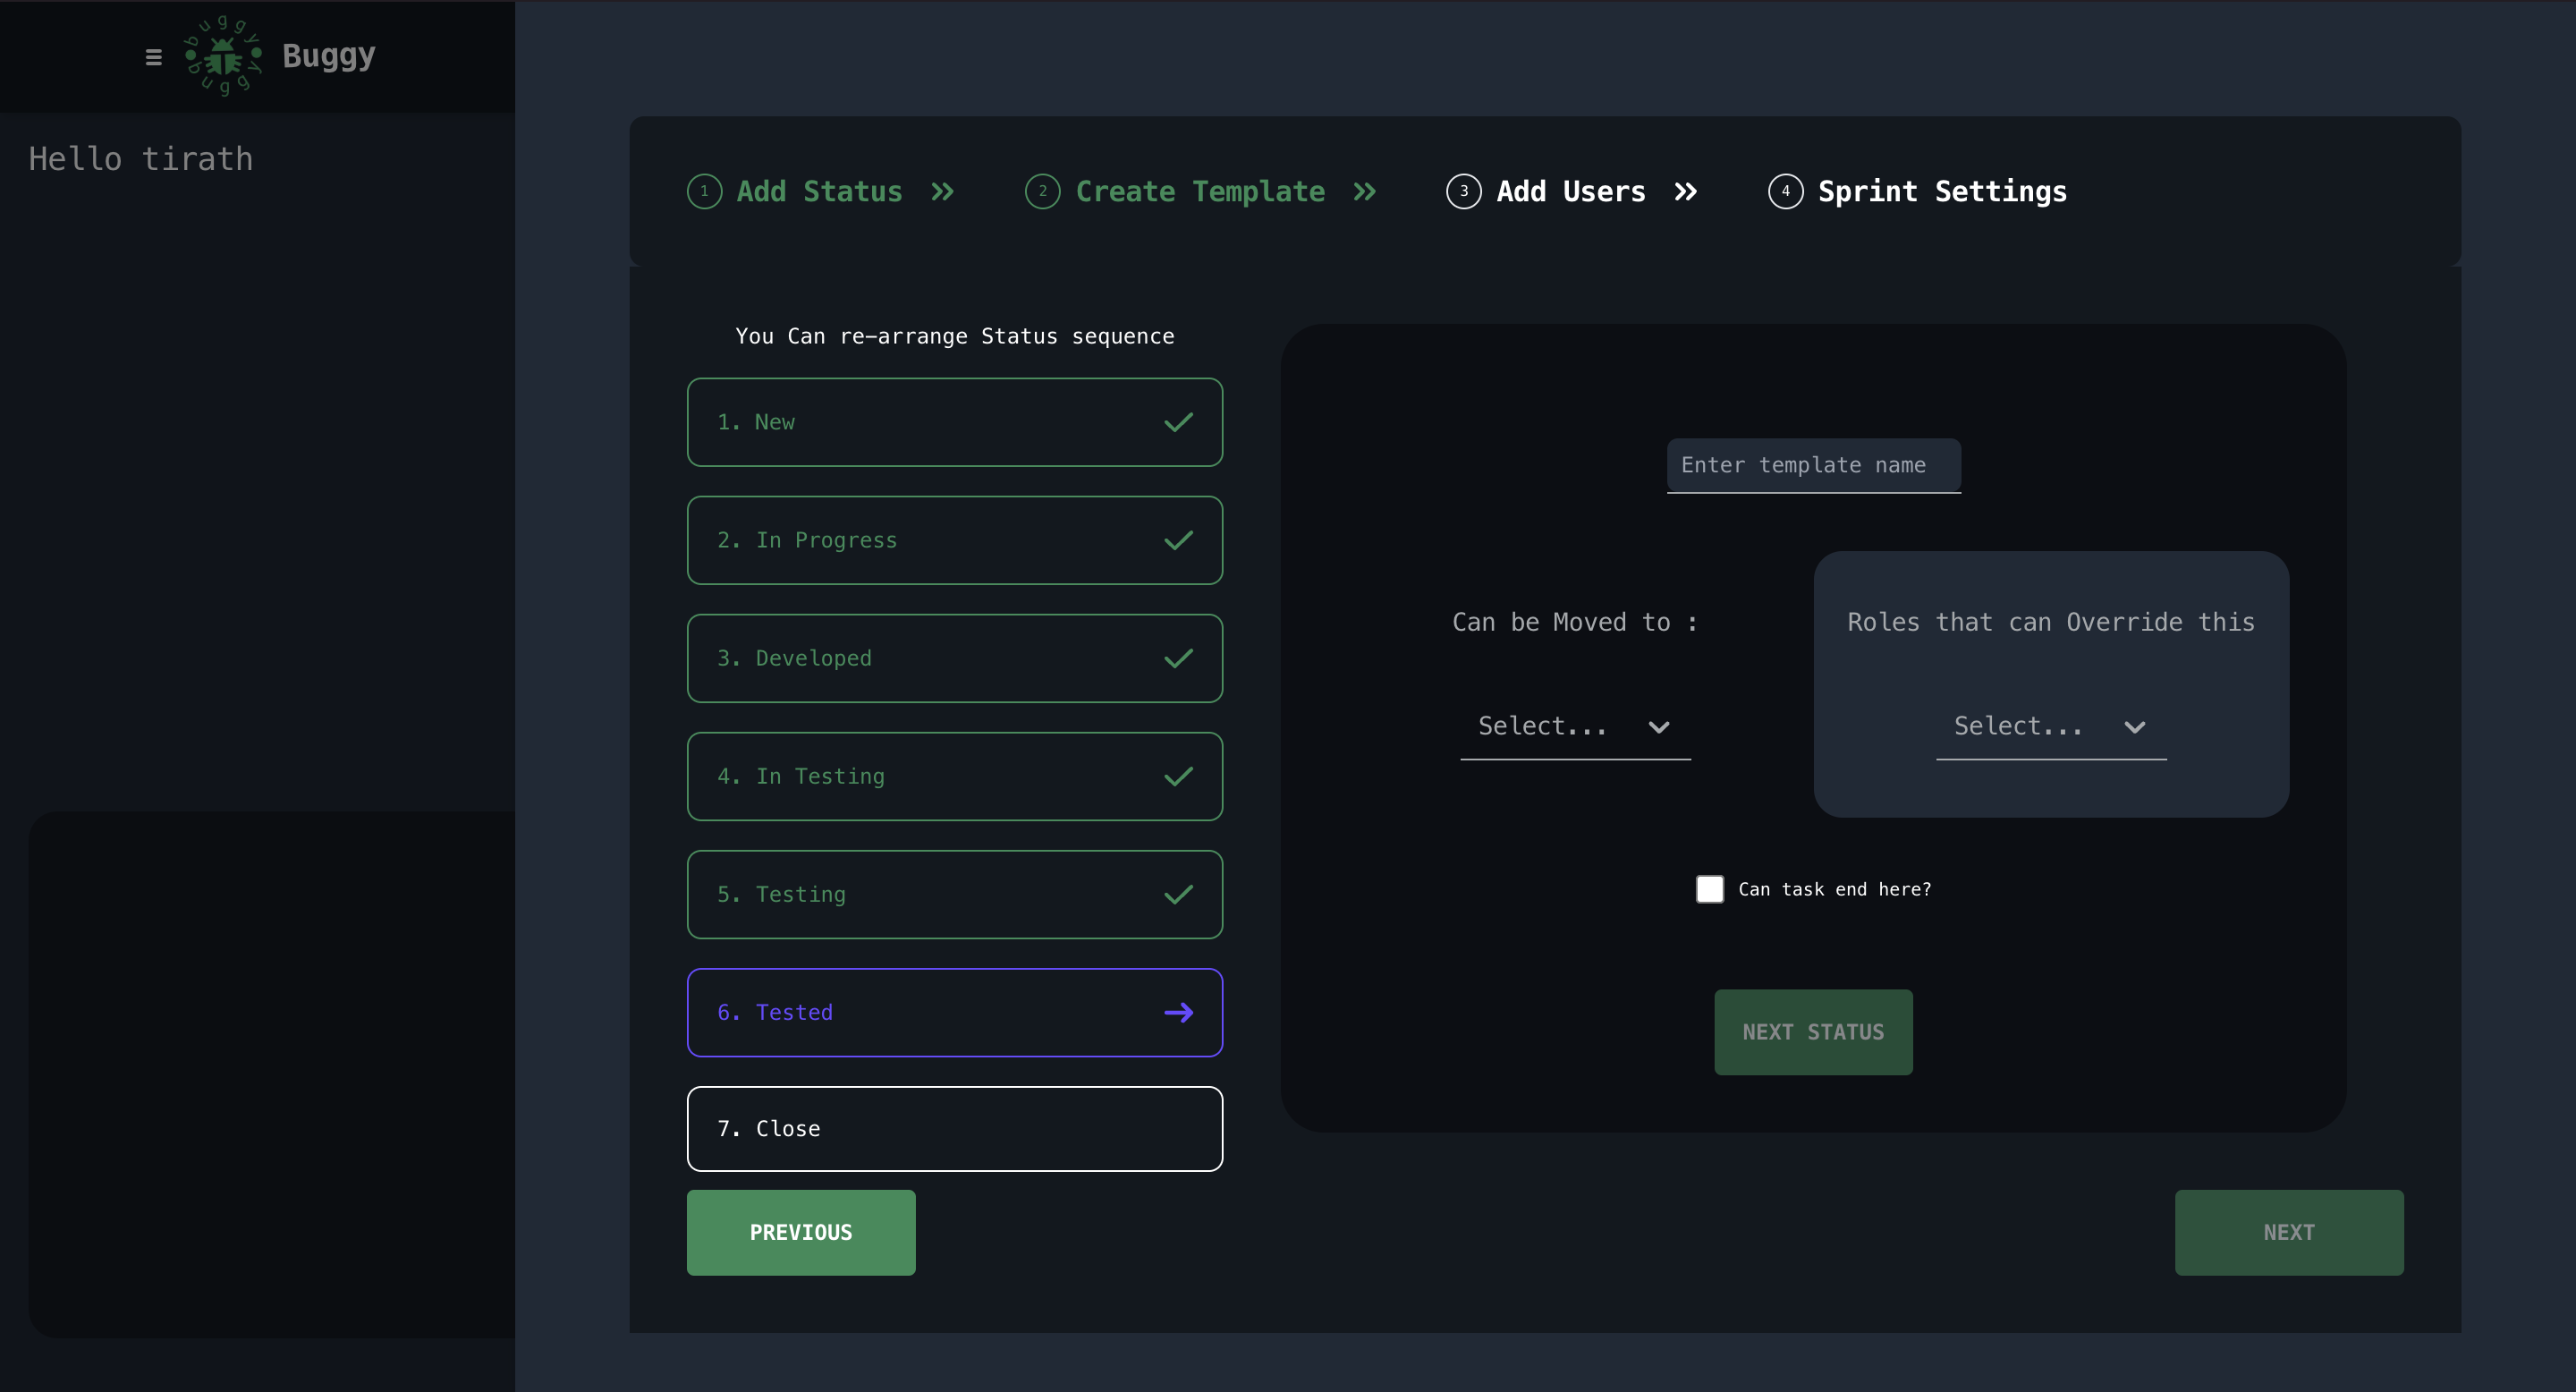 buggy buggy
Buggy
Hello tirath
1 Add Status
2 Create Template
3 Add Users
4 Sprint Settings
You Can re-arrange Status sequence
1. New
2. In Progress
3. Developed
4. In Testing
5. Testing
6. Tested
7. Close
PREVIOUS
Enter template name
Can be Moved to :
Select...
Roles that can Override this
Select...
Can task end here?
NEXT STATUS
NEXT